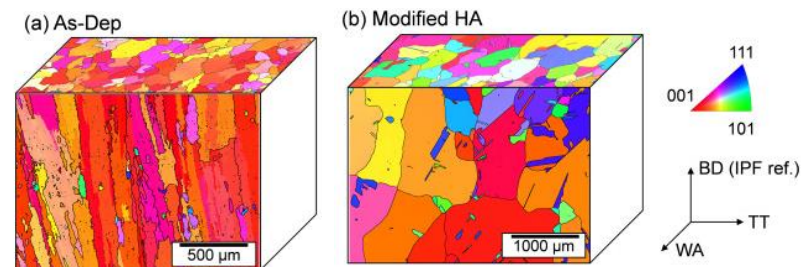 (a) As-Dep
(b) Modified HA
111
001
101
BD (IPF ref.)
TT
WA
500 µm
1000 µm